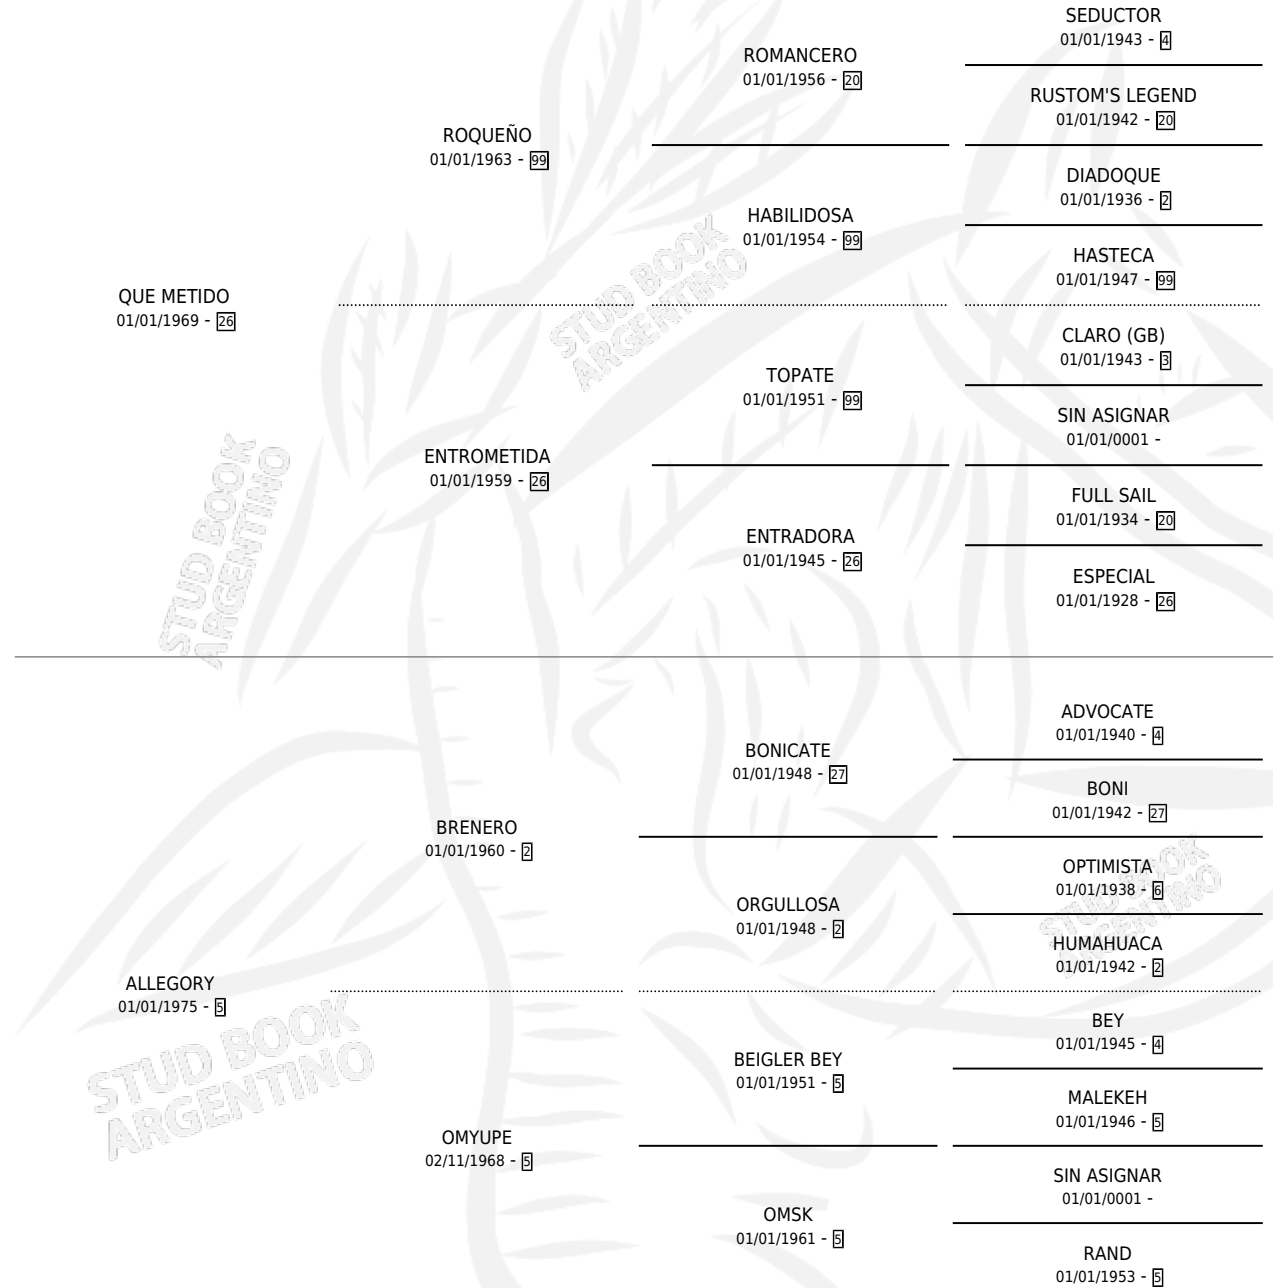 SEDUCTOR
01/01/1943 - 4
ROMANCERO
01/01/1956 - 20
RUSTOM'S LEGEND
01/01/1942 - 20
ROQUEÑO
01/01/1963 - 99
DIADOQUE
01/01/1936 - 2
HABILIDOSA
01/01/1954 - 99
HASTECA
01/01/1947 - 99
QUE METIDO
01/01/1969 - 26
CLARO (GB)
01/01/1943 - 3
TOPATE
01/01/1951 - 99
SIN ASIGNAR
01/01/0001 -
ENTROMETIDA
01/01/1959 - 26
FULL SAIL
01/01/1934 - 20
ENTRADORA
01/01/1945 - 26
ESPECIAL
01/01/1928 - 26
ADVOCATE
01/01/1940 - 4
BONICATE
01/01/1948 - 27
BONI
01/01/1942 - 27
BRENERO
01/01/1960 - 2
OPTIMISTA
01/01/1938 - 6
ORGULLOSA
01/01/1948 - 2
HUMAHUACA
01/01/1942 - 2
ALLEGORY
01/01/1975 - 5
BEY
01/01/1945 - 4
BEIGLER BEY
01/01/1951 - 5
MALEKEH
01/01/1946 - 5
OMYUPE
02/11/1968 - 5
SIN ASIGNAR
01/01/0001 -
OMSK
01/01/1961 - 5
RAND
01/01/1953 - 5
STUD BOOK
ARGENTINO
STUD BOOK
ARGENTINO
STUD BOOK
ARGENTINO
STUD BOOK
ARGENTINO